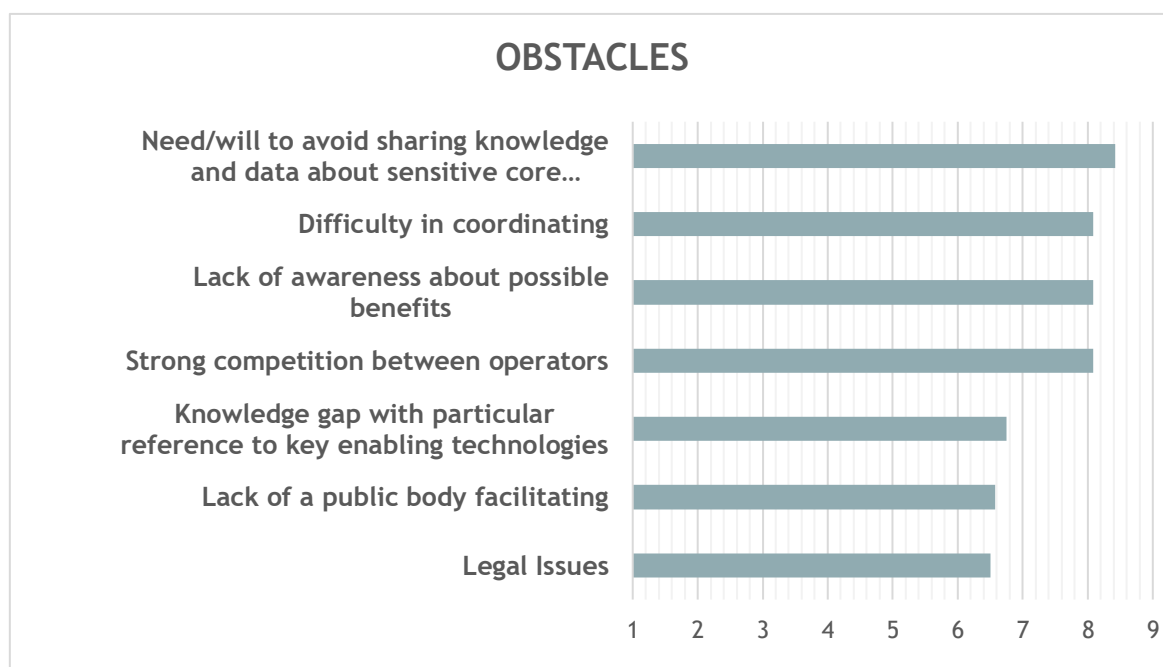 OBSTACLES
Need/will to avoid sharing knowledge
and data about sensitive core…
Difficulty in coordinating
Lack of awareness about possible
benefits
Strong competition between operators
Knowledge gap with particular
reference to key enabling technologies
Lack of a public body facilitating
Legal Issues
1 2 3 4 5 6 7 8 9